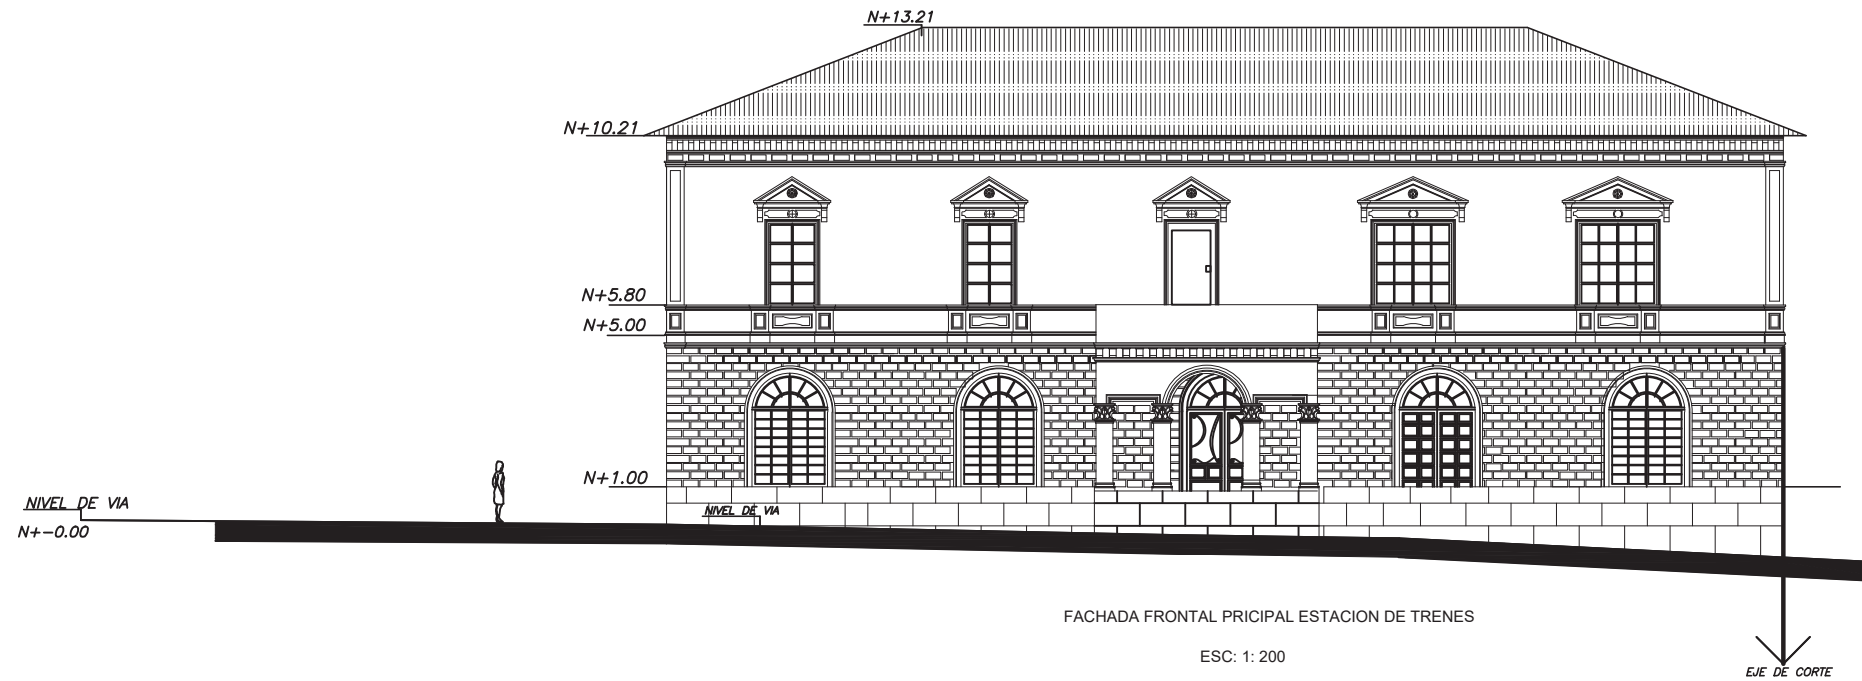 N+13.21
N+10.21
N+5.80
N+5.00
N+1.00
NIVEL DE VIA
N+-0.00
NIVEL DE VIA
FACHADA FRONTAL PRICIPAL ESTACION DE TRENES
ESC: 1: 200
EJE DE CORTE